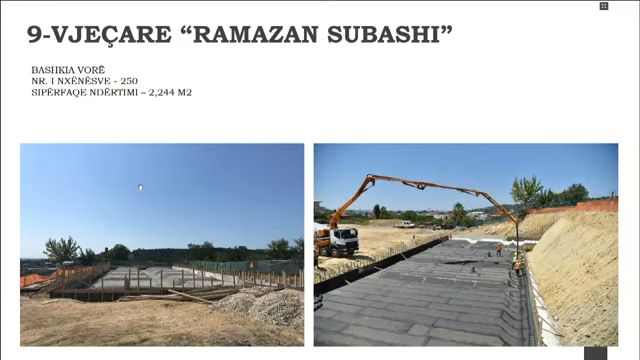 9-VJEÇARE “RAMAZAN SUBASHI”
BASHKIA VORË
NR. I NXËNËSVE - 250
SIPËRFAQE NDËRTIMI – 2,244 M2